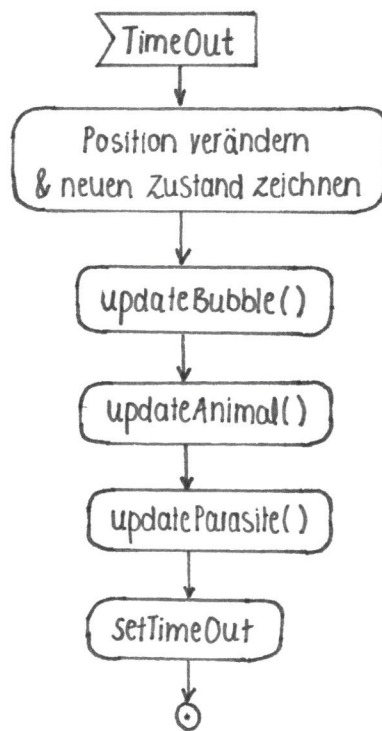 TimeOut
Position verändern
& neuen Zustand zeichnen
updateBubble()
updateAnimal()
updateParasite()
setTimeOut